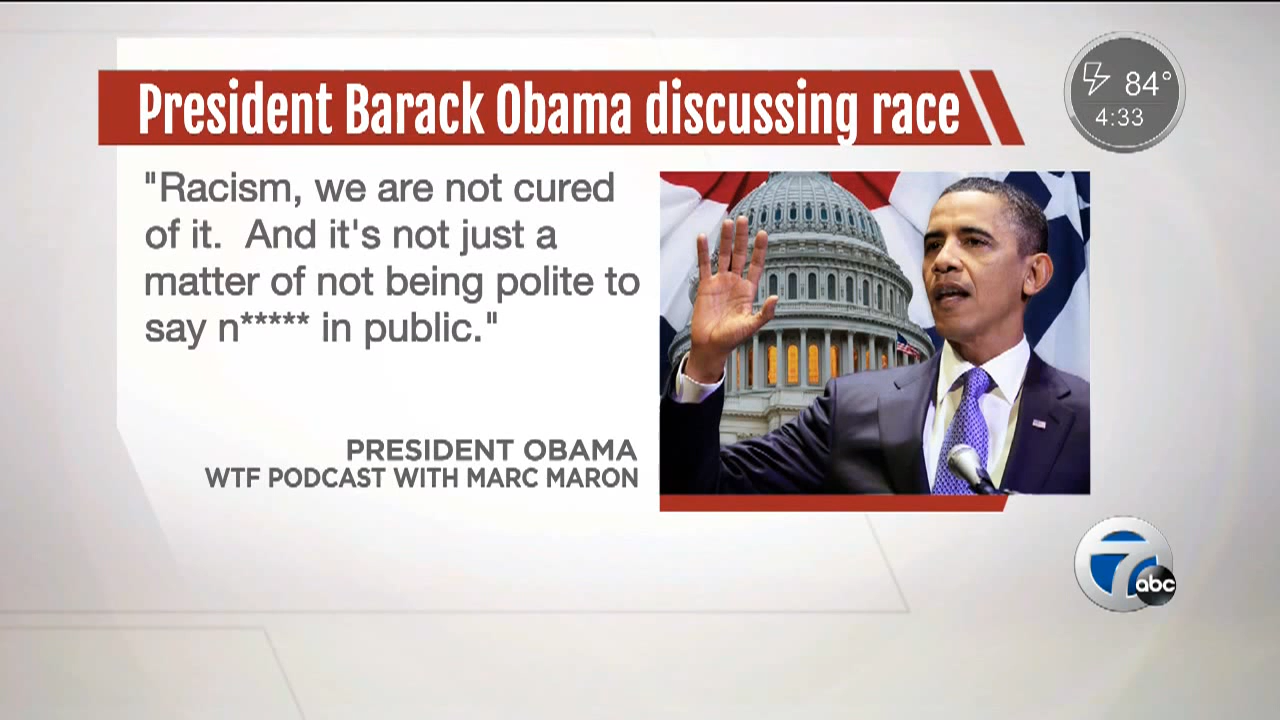 President Barack Obama discussing race
84°
4:33
"Racism, we are not cured
of it.  And it's not just a
matter of not being polite to
say n***** in public."
PRESIDENT OBAMA
WTF PODCAST WITH MARC MARON
7
abc